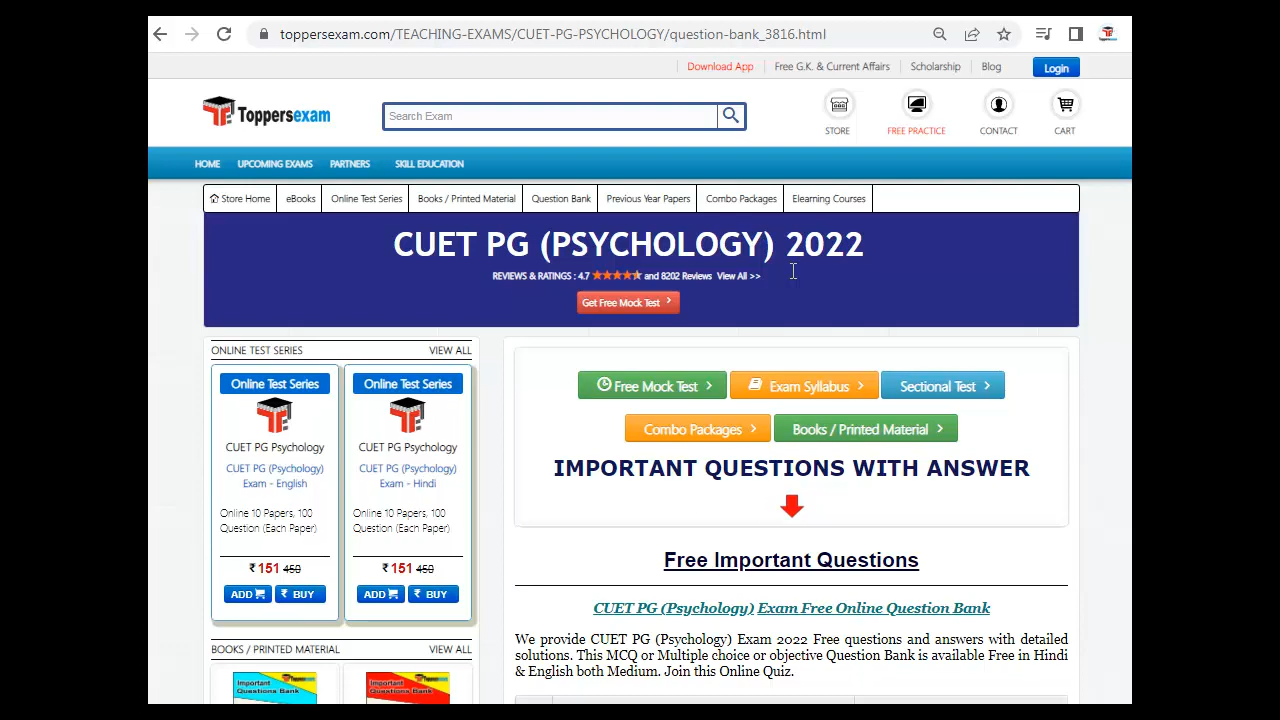 toppersexam.com/TEACHING-EXAMS/CUET-PG-PSYCHOLOGY/question-bank_3816.html
Download App Free G.K. & Current Affairs Scholarship Blog Login
Toppersexam
Search Exam
STORE FREE PRACTICE CONTACT CART
HOME UPCOMING EXAMS PARTNERS SKILL EDUCATION
Store Home eBooks Online Test Series Books / Printed Material Question Bank Previous Year Papers Combo Packages Elearning Courses
CUET PG (PSYCHOLOGY) 2022
REVIEWS & RATINGS : 4.7 and 8202 Reviews View All >>
Get Free Mock Test
ONLINE TEST SERIES VIEW ALL
Online Test Series
CUET PG Psychology
CUET PG (Psychology)
Exam - English
Online 10 Papers, 100
Question (Each Paper)
₹ 151 450
ADD ₹ BUY
Online Test Series
CUET PG Psychology
CUET PG (Psychology)
Exam - Hindi
Online 10 Papers, 100
Question (Each Paper)
₹ 151 450
ADD ₹ BUY
BOOKS / PRINTED MATERIAL VIEW ALL
Important
Questions Bank
Important
Questions Bank
Free Mock Test Exam Syllabus Sectional Test
Combo Packages Books / Printed Material
IMPORTANT QUESTIONS WITH ANSWER
Free Important Questions
CUET PG (Psychology) Exam Free Online Question Bank
We provide CUET PG (Psychology) Exam 2022 Free questions and answers with detailed
solutions. This MCQ or Multiple choice or objective Question Bank is available Free in Hindi
& English both Medium. Join this Online Quiz.